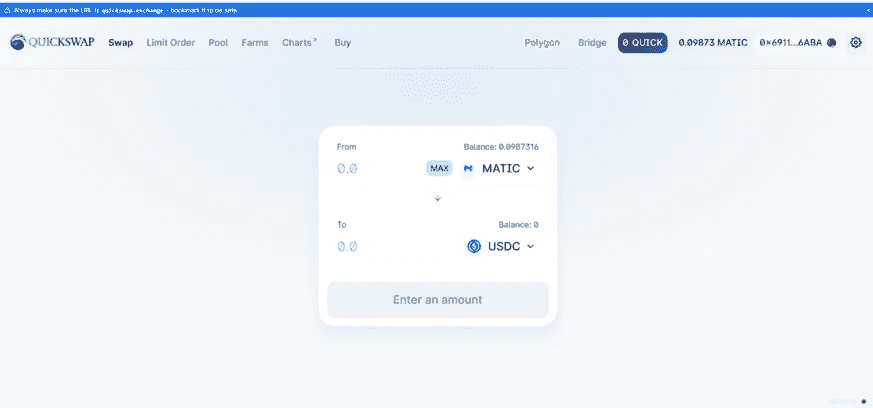 Always make sure the URL is quickswap.exchange - bookmark it to be safe.
QUICKSWAP Swap Limit Order Pool Farms Charts↗ Buy Polygon Bridge 0 QUICK 0.09873 MATIC 0×6911...6ABA
From Balance: 0.0987316
0.0 MAX MATIC
To Balance: 0
0.0 USDC
Enter an amount